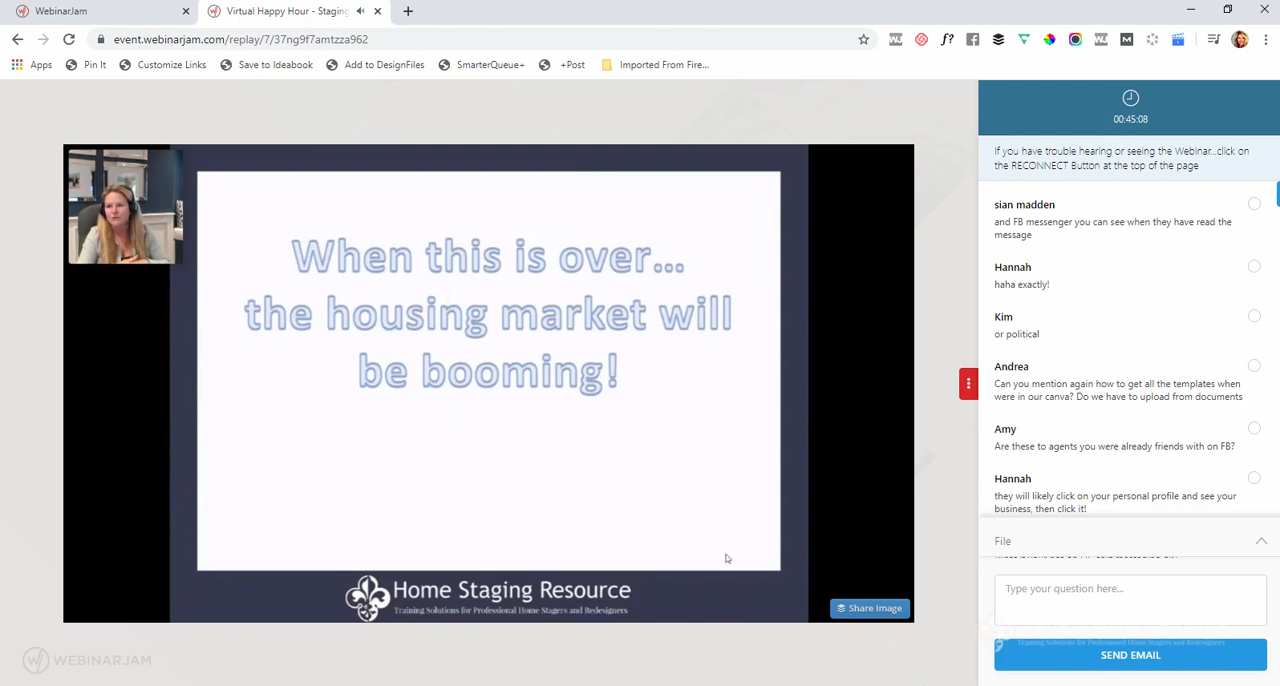 WebinarJam
Virtual Happy Hour - Staging
event.webinarjam.com/replay/7/37ng9f7amtzza962
Apps
Pin It
Customize Links
Save to Ideabook
Add to DesignFiles
SmarterQueue+
+Post
Imported From Fire...
When this is over...
the housing market will
be booming!
Home Staging Resource
Training Solutions for Professional Home Stagers and Redesigners
Share Image
WEBINARJAM
00:45:08
If you have trouble hearing or seeing the Webinar...click on
the RECONNECT Button at the top of the page
sian madden
and FB messenger you can see when they have read the
message
Hannah
haha exactly!
Kim
or political
Andrea
Can you mention again how to get all the templates when
were in our canva? Do we have to upload from documents
Amy
Are these to agents you were already friends with on FB?
Hannah
they will likely click on your personal profile and see your
business, then click it!
File
Type your question here...
Training Solutions for Professional Home Stagers and Redesigners
SEND EMAIL